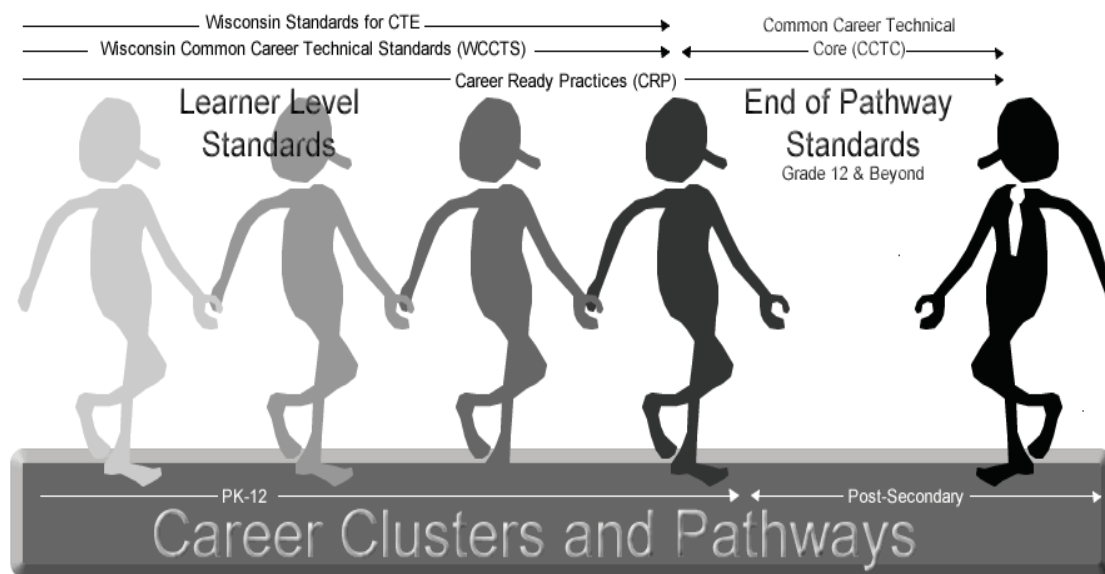 Wisconsin Standards for CTE
Wisconsin Common Career Technical Standards (WCCTS)
Common Career Technical
Core (CCTC)
Career Ready Practices (CRP)
Learner Level
Standards
End of Pathway
Standards
Grade 12 & Beyond
PK-12
Post-Secondary
Career Clusters and Pathways